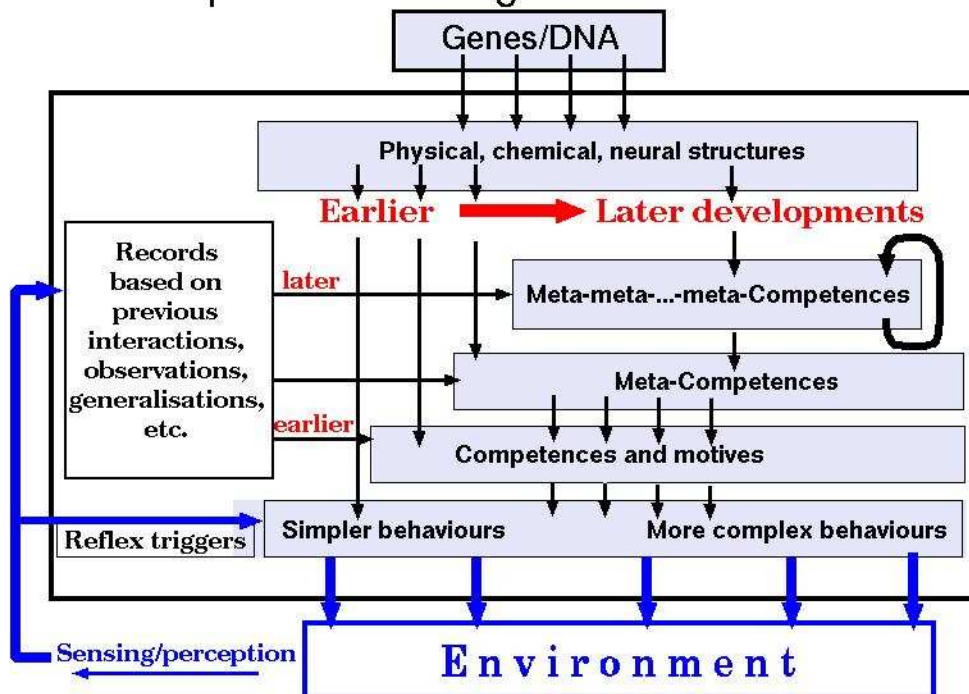 Genes/DNA
Physical, chemical, neural structures
Earlier
Later developments
Records
based on
previous
interactions,
observations,
generalisations,
etc.
later
Meta-meta-...-meta-Competences
Meta-Competences
earlier
Competences and motives
Reflex triggers
Simpler behaviours
More complex behaviours
Sensing/perception
Environment